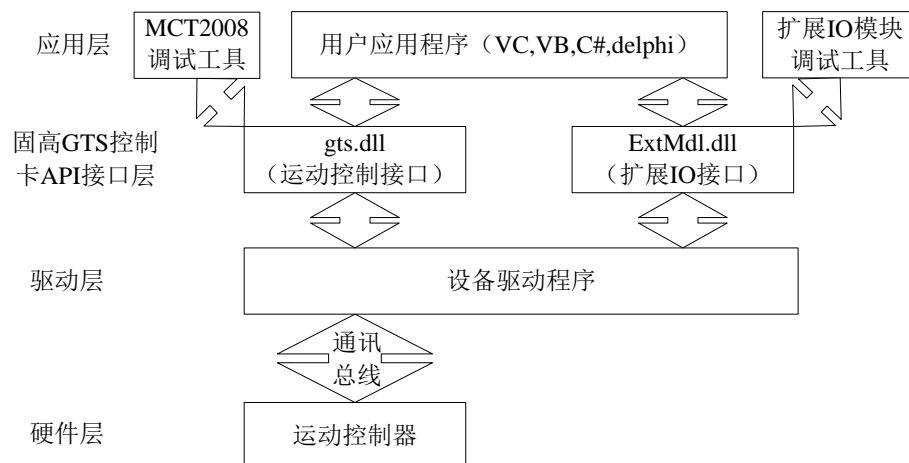 应用层
MCT2008
调试工具
用户应用程序（VC,VB,C#,delphi）
扩展IO模块
调试工具
固高GTS控制
卡API接口层
gts.dll
（运动控制接口）
ExtMdl.dll
（扩展IO接口）
驱动层
设备驱动程序
通讯
总线
硬件层
运动控制器